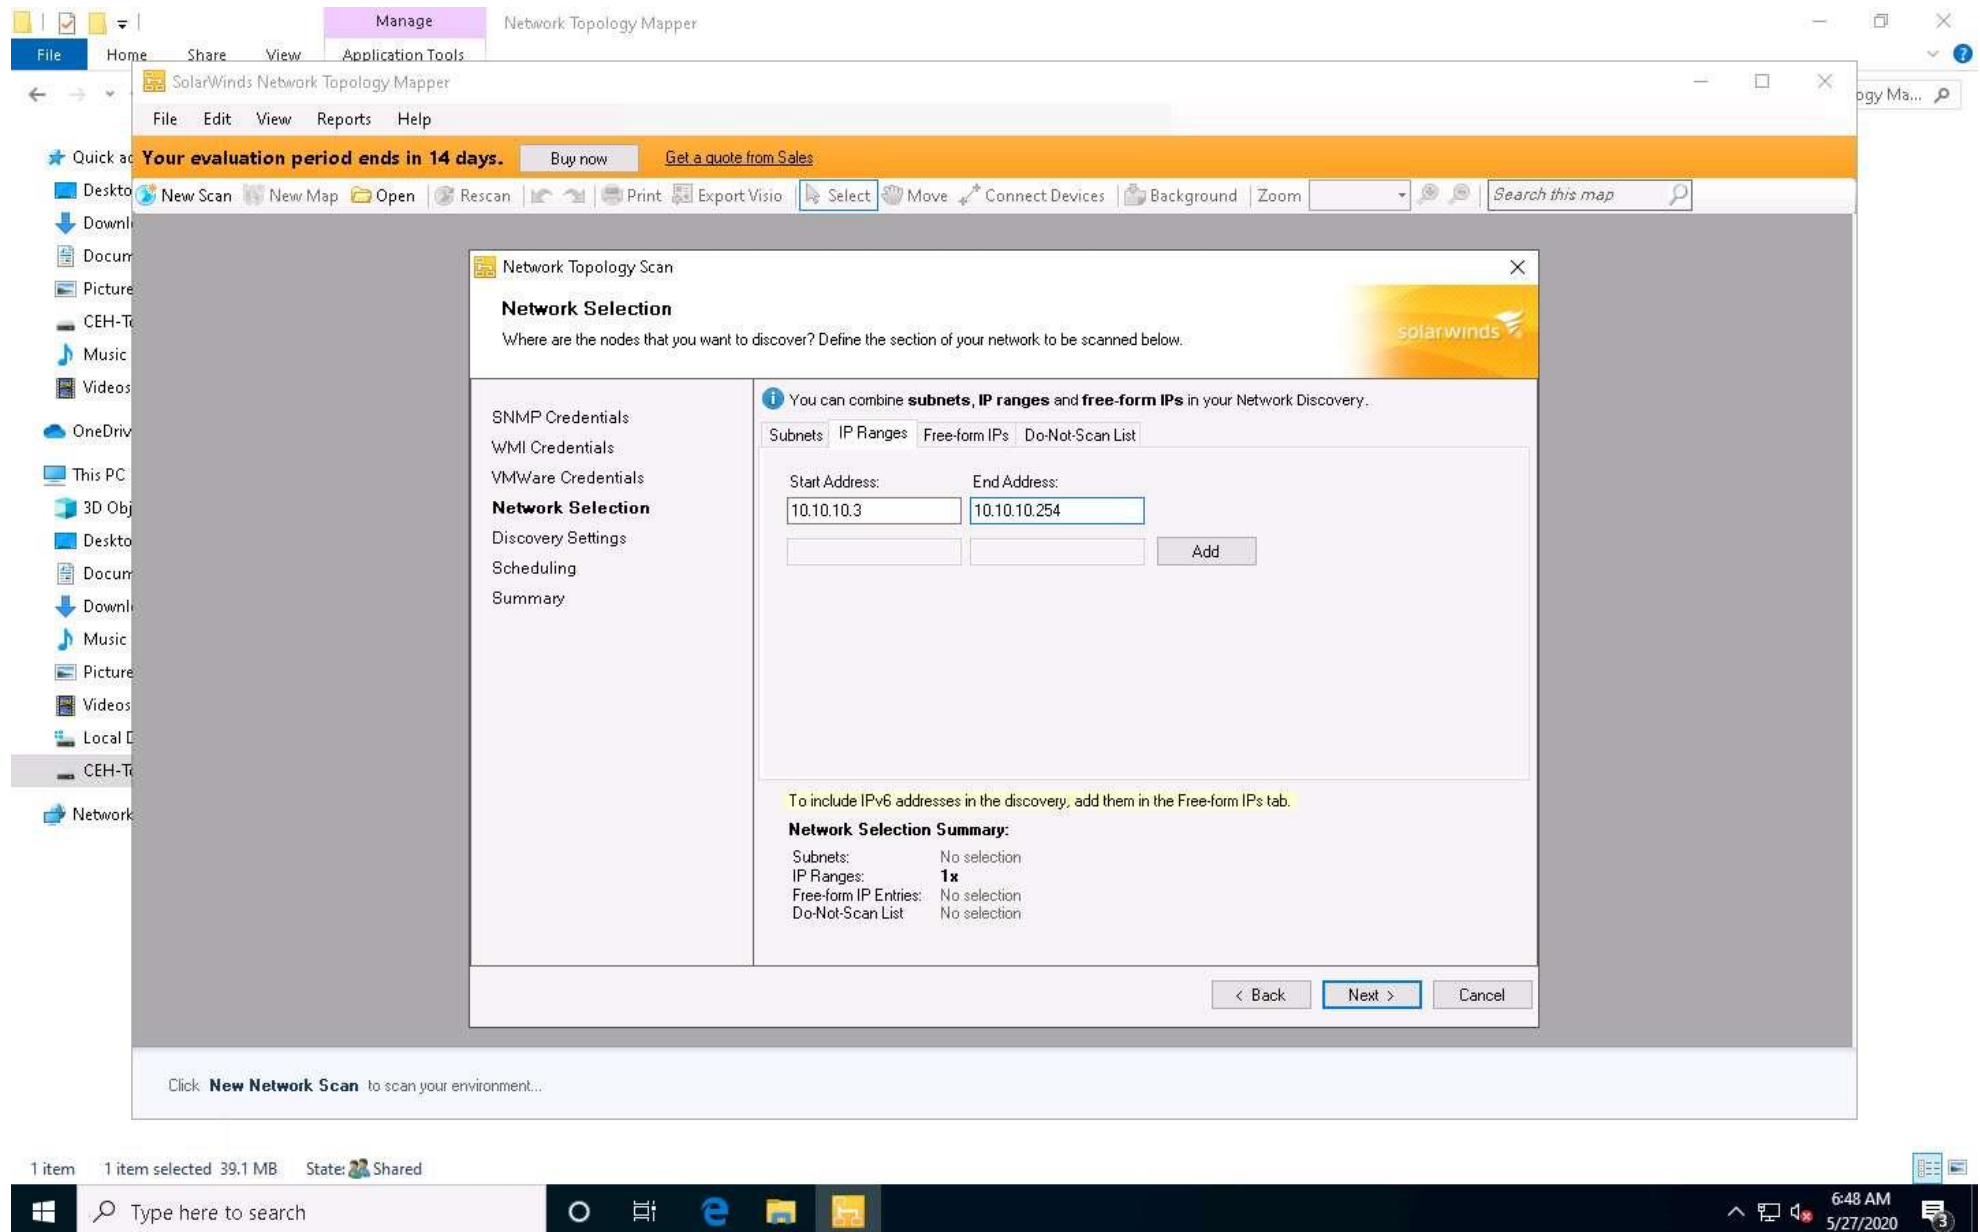 Manage
Network Topology Mapper
File Home Share View Application Tools
SolarWinds Network Topology Mapper
ogy Ma...
File Edit View Reports Help
Your evaluation period ends in 14 days. Buy now Get a quote from Sales
New Scan New Map Open Rescan Print Export Visio Select Move Connect Devices Background Zoom Search this map
Quick ac
Deskto
Downl
Docum
Picture
CEH-To
Music
Videos
OneDriv
This PC
3D Obj
Deskto
Docum
Downl
Music
Picture
Videos
Local D
CEH-To
Network
Network Topology Scan
Network Selection
Where are the nodes that you want to discover? Define the section of your network to be scanned below.
solarwinds
SNMP Credentials
WMI Credentials
VMWare Credentials
Network Selection
Discovery Settings
Scheduling
Summary
You can combine subnets, IP ranges and free-form IPs in your Network Discovery.
Subnets IP Ranges Free-form IPs Do-Not-Scan List
Start Address: End Address:
10.10.10.3 10.10.10.254
Add
To include IPv6 addresses in the discovery, add them in the Free-form IPs tab.
Network Selection Summary:
Subnets: No selection
IP Ranges: 1x
Free-form IP Entries: No selection
Do-Not-Scan List No selection
< Back Next > Cancel
Click New Network Scan to scan your environment...
1 item 1 item selected 39.1 MB State: Shared
Type here to search
6:48 AM
5/27/2020
3